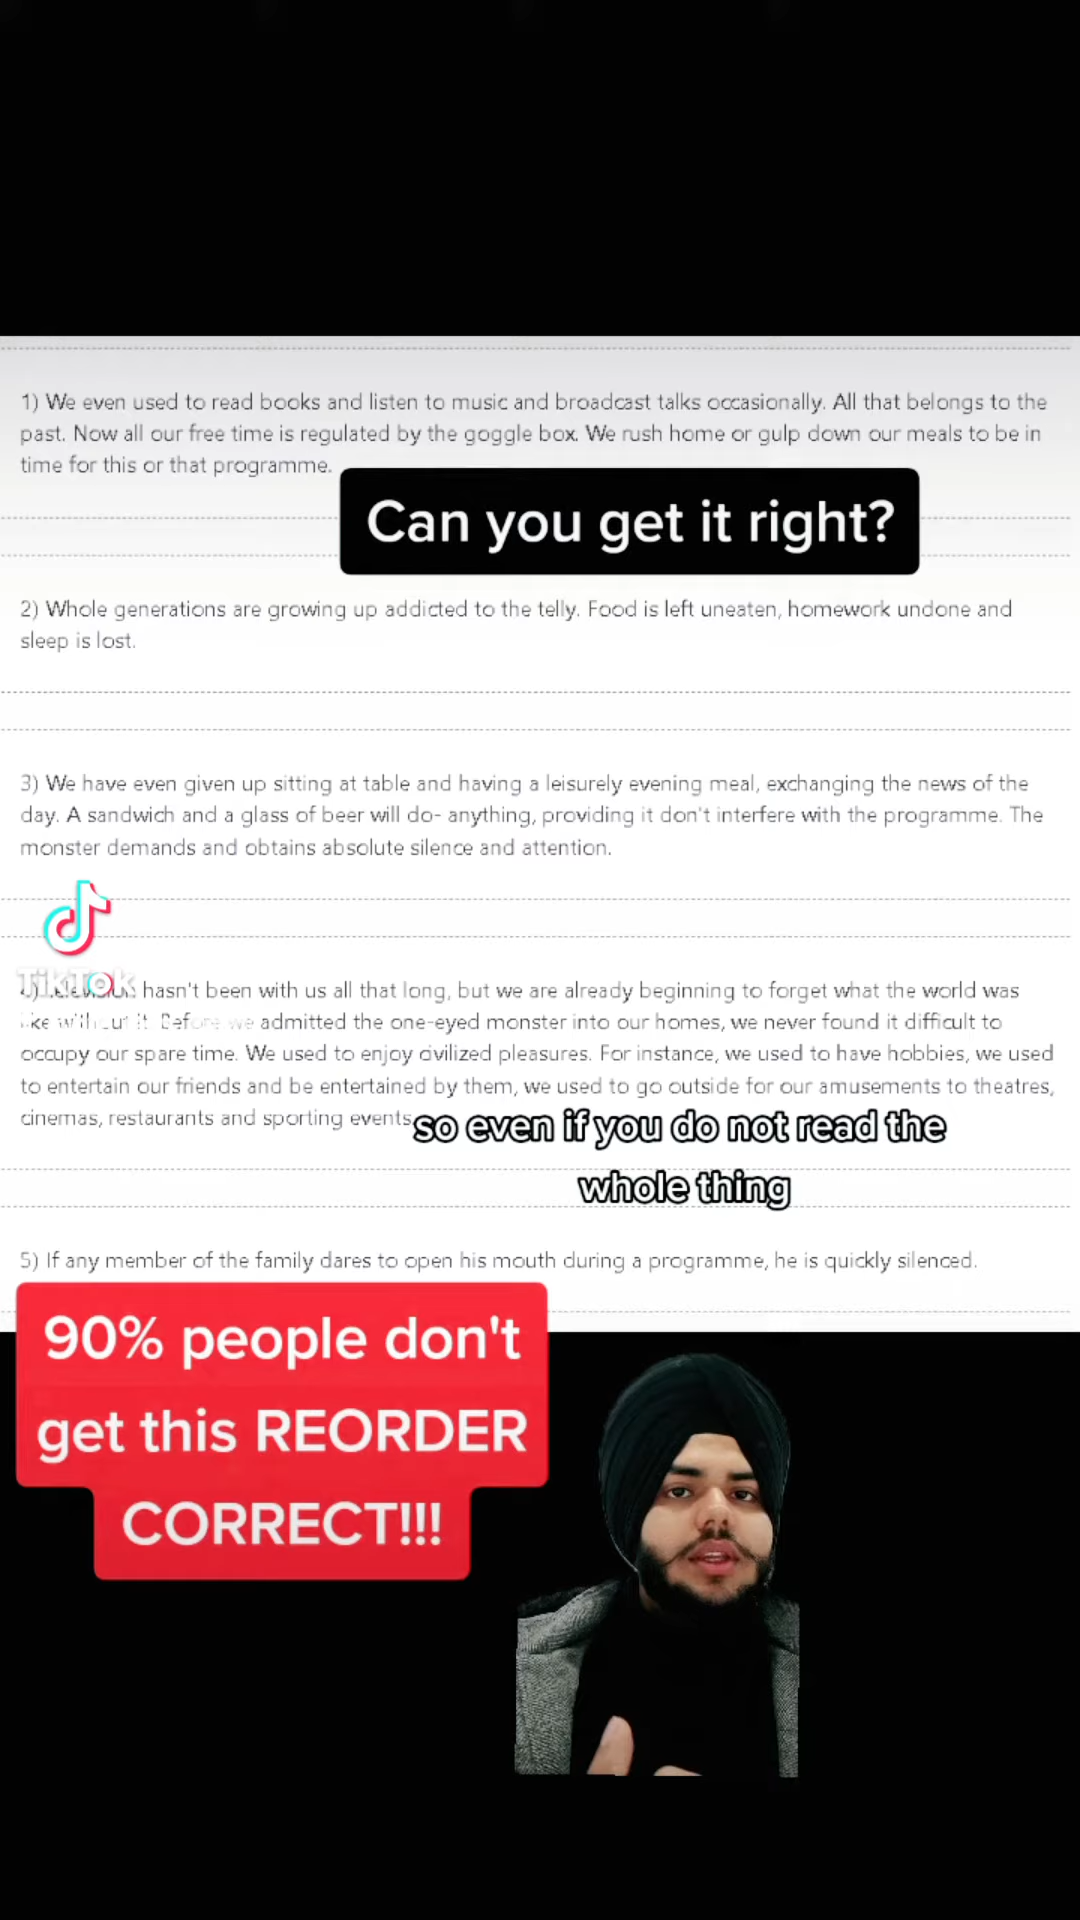 1) We even used to read books and listen to music and broadcast talks occasionally. All that belongs to the
past. Now all our free time is regulated by the goggle box. We rush home or gulp down our meals to be in
time for this or that programme.
Can you get it right?
2) Whole generations are growing up addicted to the telly. Food is left uneaten, homework undone and
sleep is lost.
3) We have even given up sitting at table and having a leisurely evening meal, exchanging the news of the
day. A sandwich and a glass of beer will do- anything, providing it don't interfere with the programme. The
monster demands and obtains absolute silence and attention.
TikTok
hasn't been with us all that long, but we are already beginning to forget what the world was
like without it. Before we admitted the one-eyed monster into our homes, we never found it difficult to
occupy our spare time. We used to enjoy civilized pleasures. For instance, we used to have hobbies, we used
to entertain our friends and be entertained by them, we used to go outside for our amusements to theatres,
cinemas, restaurants and sporting events
so even if you do not read the
whole thing
5) If any member of the family dares to open his mouth during a programme, he is quickly silenced.
90% people don't
get this REORDER
CORRECT!!!